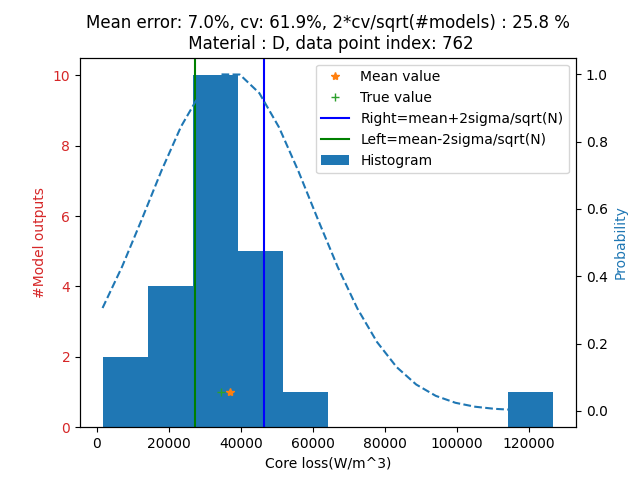 Mean error: 7.0%, cv: 61.9%, 2*cv/sqrt(#models) : 25.8 %
Material : D, data point index: 762
Mean value
True value
Right=mean+2sigma/sqrt(N)
Left=mean-2sigma/sqrt(N)
Histogram
10
8
6
4
2
0
#Model outputs
1.0
0.8
0.6
0.4
0.2
0.0
Probability
0 20000 40000 60000 80000 100000 120000
Core loss(W/m^3)